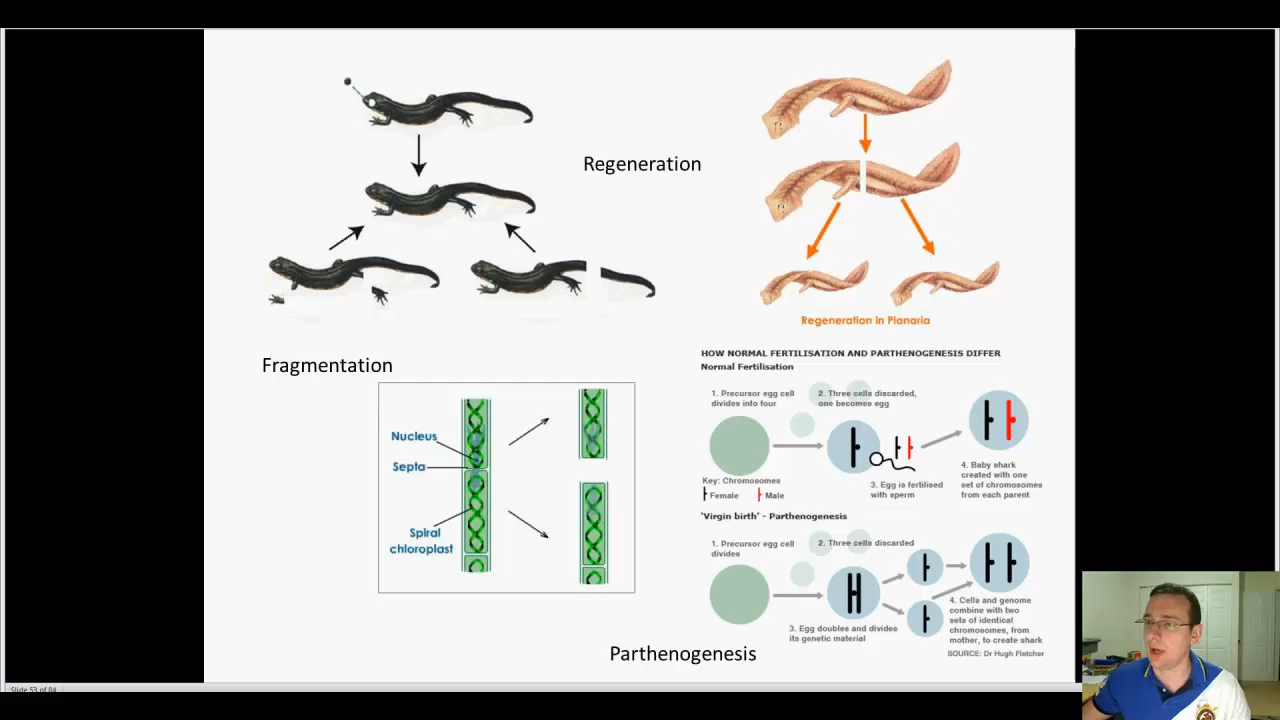 Regeneration
Regeneration in Planaria
Fragmentation
Nucleus
Septa
Spiral
chloroplast
HOW NORMAL FERTILISATION AND PARTHENOGENESIS DIFFER
Normal Fertilisation
1. Precursor egg cell
divides into four
2. Three cells discarded,
one becomes egg
Key: Chromosomes
Female
Male
3. Egg is fertilised
with sperm
4. Baby shark
created with one
set of chromosomes
from each parent
'Virgin birth' - Parthenogenesis
1. Precursor egg cell
divides
2. Three cells discarded
3. Egg doubles and divides
its genetic material
4. Cells and genome
combine with two
sets of identical
chromosomes, from
mother, to create shark
SOURCE: Dr Hugh Fletcher
Parthenogenesis
Slide 53 of 84